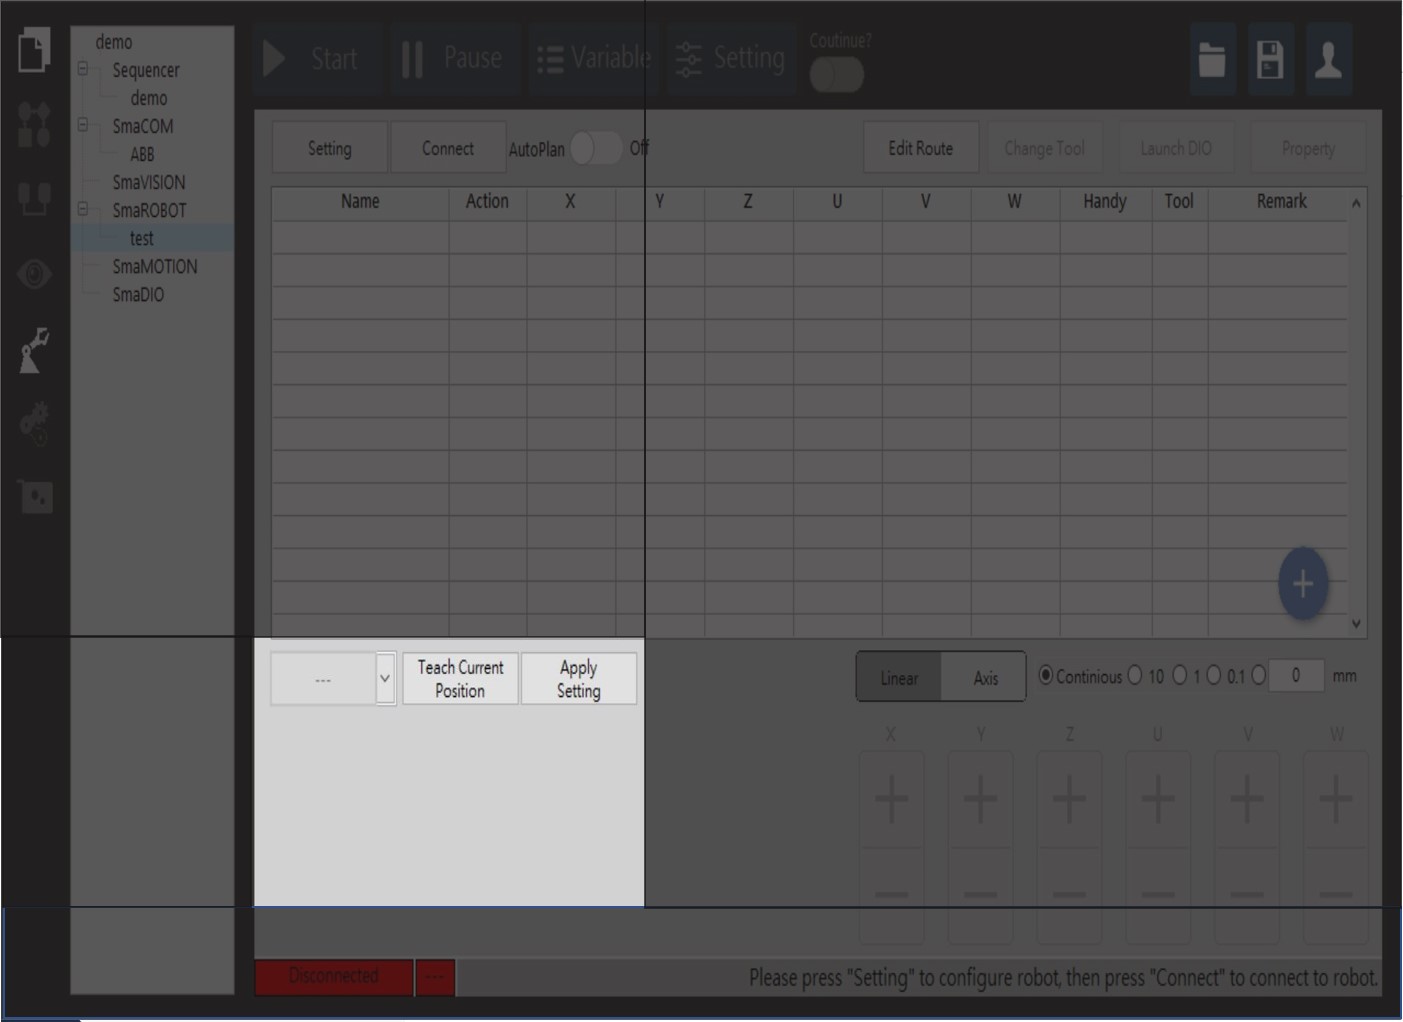 demo
Sequencer
demo
SmaCOM
ABB
SmaVISION
SmaROBOT
test
SmaMOTION
SmaDIO
Start Pause Variable Setting Coutinue?
Setting Connect AutoPlan Off Edit Route Change Tool Launch DIO Property
Name Action X Y Z U V W Handy Tool Remark
--- Teach Current Position Apply Setting
Linear Axis Continious 10 1 0.1 0 mm
X Y Z U V W
+ + + + + +
- - - - - -
Disconnected --- Please press "Setting" to configure robot, then press "Connect" to connect to robot.